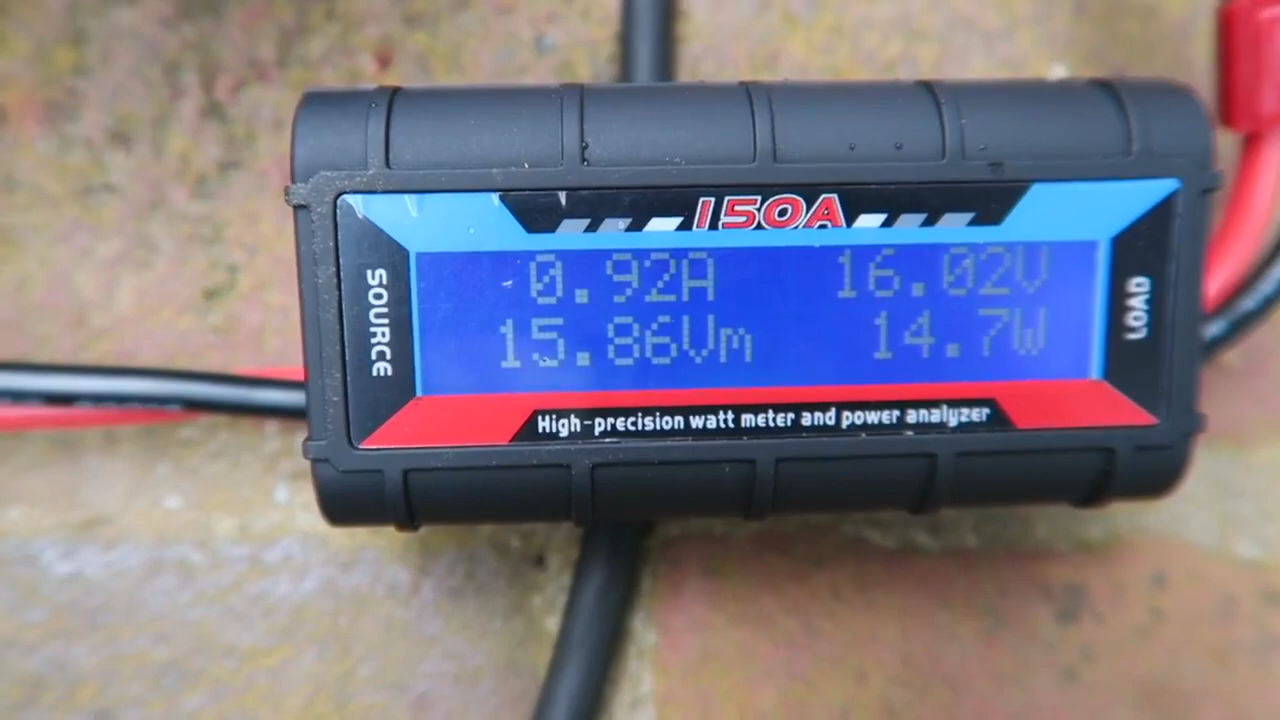 150A
SOURCE
0.92A 16.02V
15.86Vm 14.7W
LOAD
High-precision watt meter and power analyzer